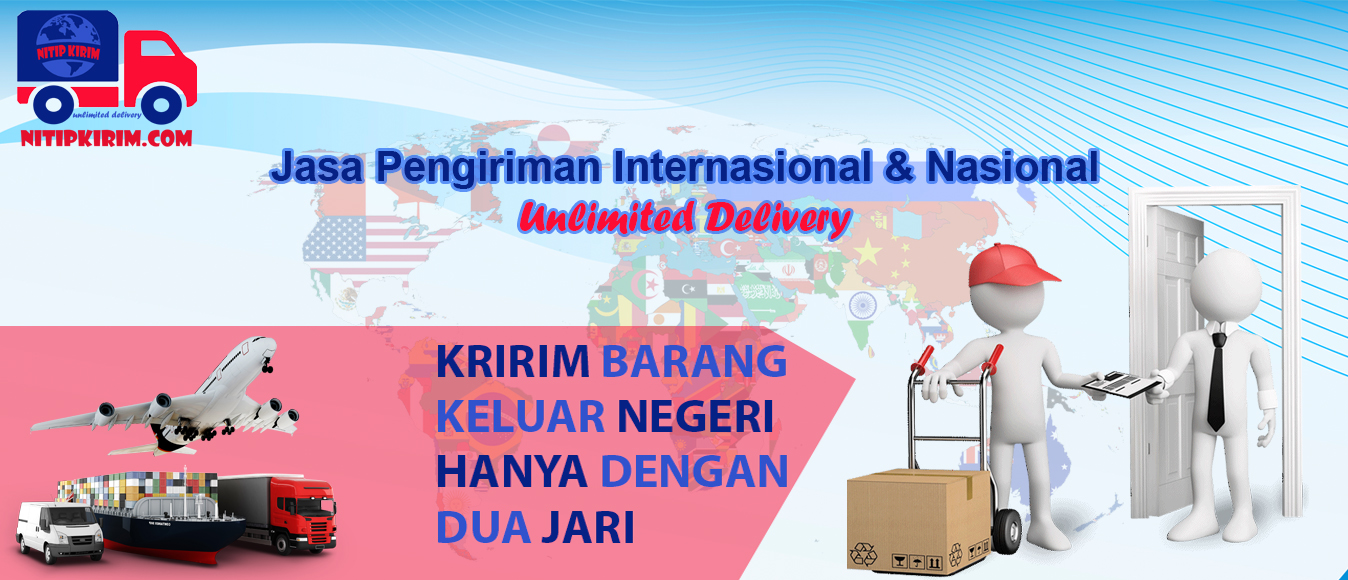 NITIP KIRIM
unlimited delivery
NITIPKIRIM.COM
Jasa Pengiriman Internasional & Nasional
Unlimited Delivery
KRIRIM BARANG
KELUAR NEGERI
HANYA DENGAN
DUA JARI